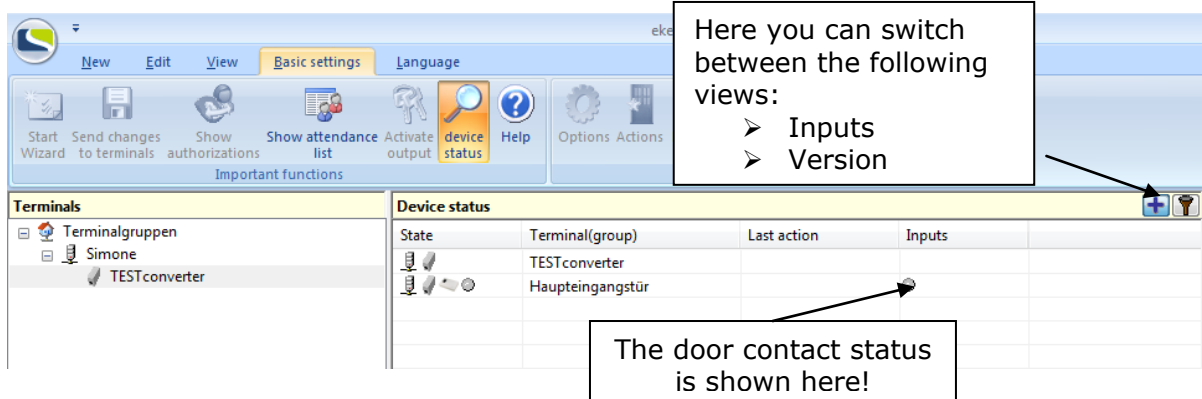 eke
Here you can switch
between the following
views:
➢ Inputs
➢ Version
New Edit View Basic settings Language
Start Wizard
Send changes to terminals
Show authorizations
Show attendance list
Activate output
device status
Help
Options
Actions
Important functions
Terminals
Terminalgruppen
Simone
TESTconverter
Device status
State Terminal(group) Last action Inputs
TESTconverter
Haupteingangstür
The door contact status
is shown here!